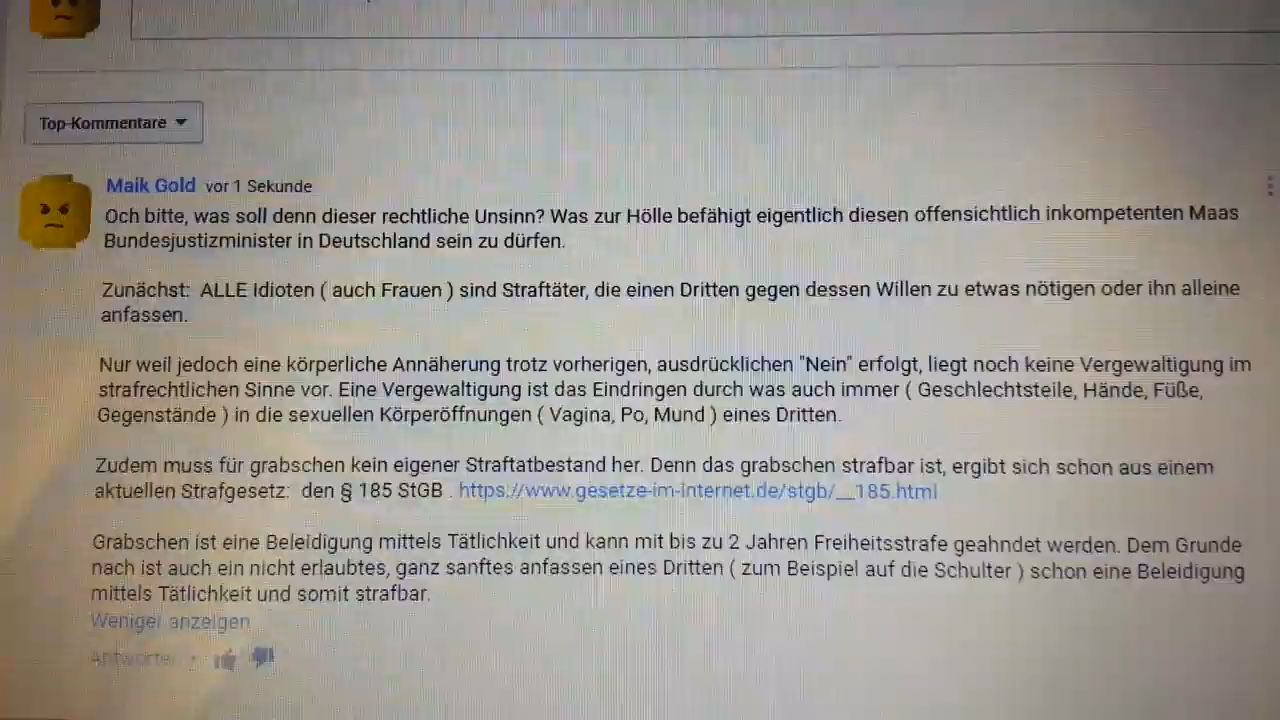 Top-Kommentare
Maik Gold vor 1 Sekunde
Och bitte, was soll denn dieser rechtliche Unsinn? Was zur Hölle befähigt eigentlich diesen offensichtlich inkompetenten Maas
Bundesjustizminister in Deutschland sein zu dürfen.
Zunächst: ALLE Idioten ( auch Frauen ) sind Straftäter, die einen Dritten gegen dessen Willen zu etwas nötigen oder ihn alleine
anfassen.
Nur weil jedoch eine körperliche Annäherung trotz vorherigen, ausdrücklichen "Nein" erfolgt, liegt noch keine Vergewaltigung im
strafrechtlichen Sinne vor. Eine Vergewaltigung ist das Eindringen durch was auch immer ( Geschlechtsteile, Hände, Füße,
Gegenstände ) in die sexuellen Körperöffnungen ( Vagina, Po, Mund ) eines Dritten.
Zudem muss für grabschen kein eigener Straftatbestand her. Denn das grabschen strafbar ist, ergibt sich schon aus einem
aktuellen Strafgesetz: den § 185 StGB . https://www.gesetze-im-internet.de/stgb/__185.html
Grabschen ist eine Beleidigung mittels Tätlichkeit und kann mit bis zu 2 Jahren Freiheitsstrafe geahndet werden. Dem Grunde
nach ist auch ein nicht erlaubtes, ganz sanftes anfassen eines Dritten ( zum Beispiel auf die Schulter ) schon eine Beleidigung
mittels Tätlichkeit und somit strafbar.
Weniger anzeigen
Antworten